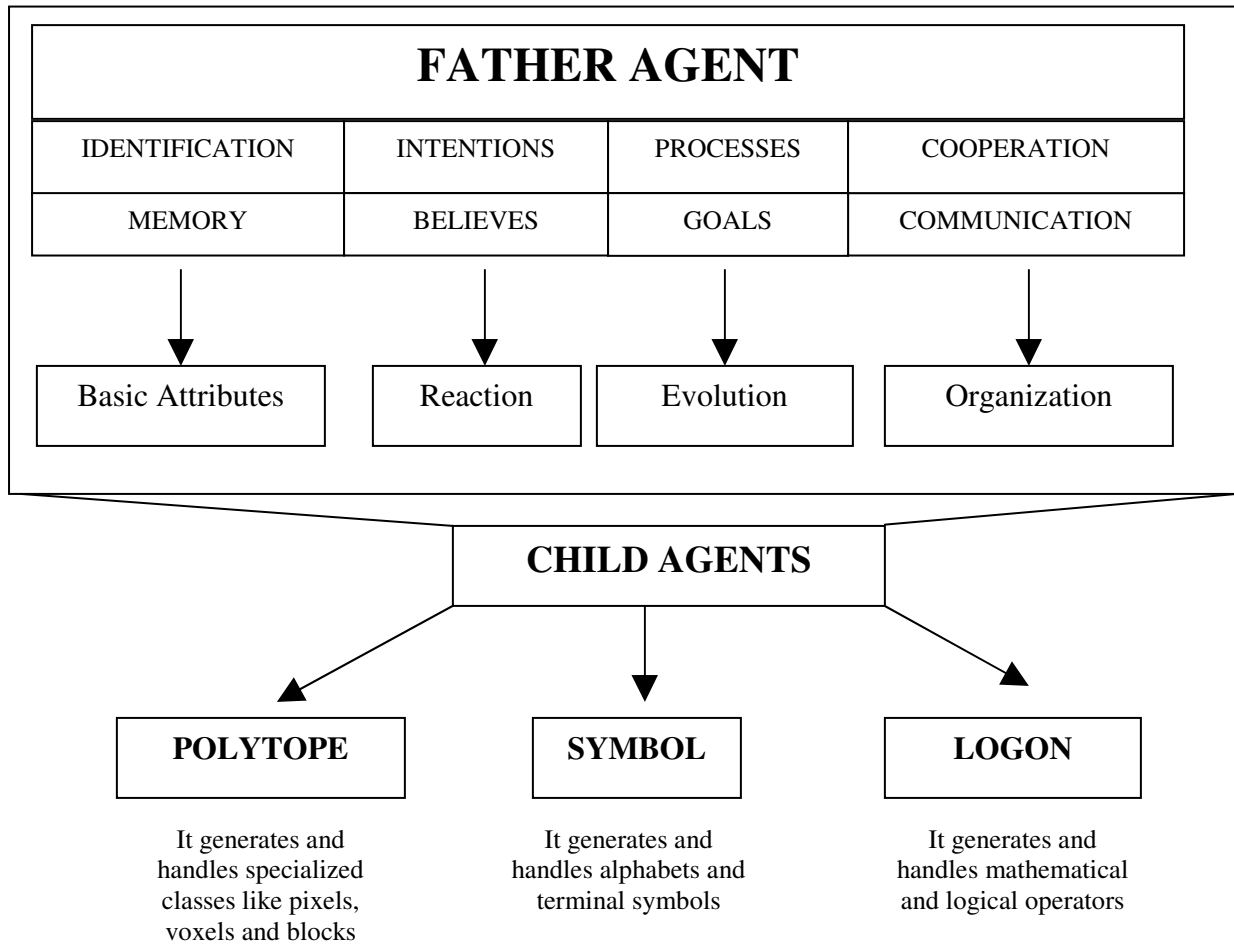 FATHER AGENT
IDENTIFICATION INTENTIONS PROCESSES COOPERATION
MEMORY BELIEVES GOALS COMMUNICATION
Basic Attributes Reaction Evolution Organization
CHILD AGENTS
POLYTOPE SYMBOL LOGON
It generates and
handles specialized
classes like pixels,
voxels and blocks
It generates and
handles alphabets and
terminal symbols
It generates and
handles mathematical
and logical operators